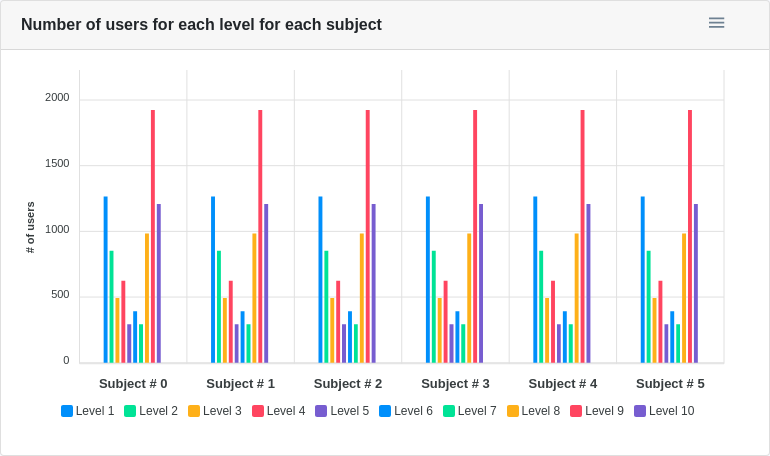 Number of users for each level for each subject
2000
1500
1000
500
0
# of users
Subject # 0 Subject # 1 Subject # 2 Subject # 3 Subject # 4 Subject # 5
Level 1 Level 2 Level 3 Level 4 Level 5 Level 6 Level 7 Level 8 Level 9 Level 10